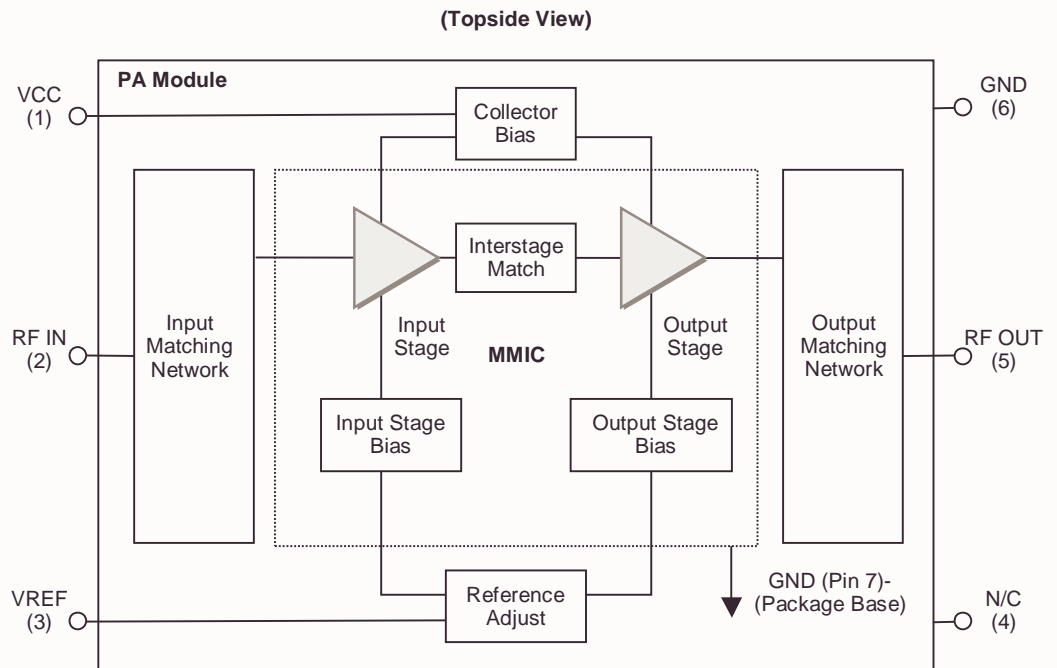 (Topside View)
PA Module
VCC
(1)
Collector
Bias
GND
(6)
Interstage
Match
Input
Stage
Output
Stage
MMIC
RF IN
(2)
Input
Matching
Network
Output
Matching
Network
RF OUT
(5)
Input Stage
Bias
Output Stage
Bias
VREF
(3)
Reference
Adjust
GND (Pin 7)-
(Package Base)
N/C
(4)